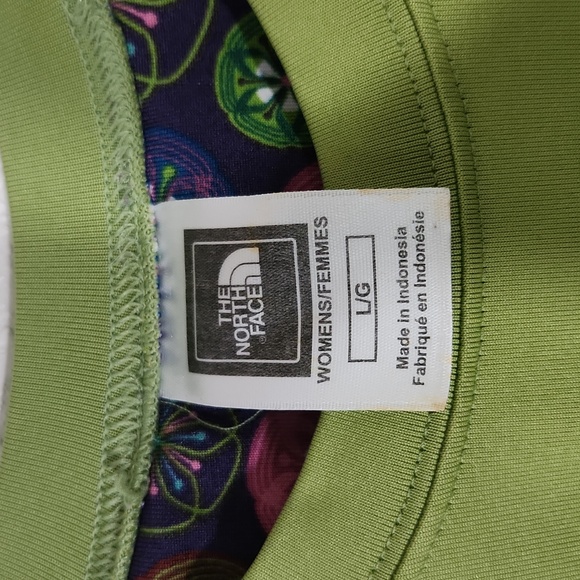 THE
NORTH
FACE®
WOMENS/FEMMES
L/G
Made in Indonesia
Fabriqué en Indonésie